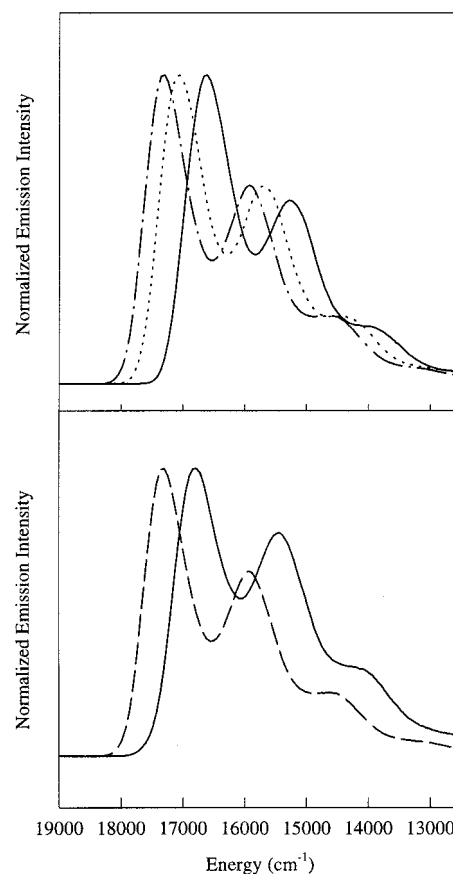 Normalized Emission Intensity
Normalized Emission Intensity
19000 18000 17000 16000 15000 14000 13000
Energy (cm⁻¹)